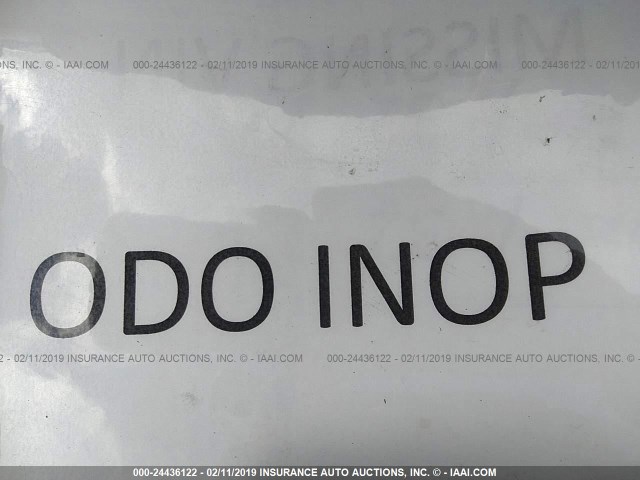 MISSING VIN
S, INC. © - IAAI.COM 000-24436122 - 02/11/2019 INSURANCE AUTO AUCTIONS, INC. © - IAAI.COM 000-24436122 - 02/11/2019
ODO INOP
2 - 02/11/2019 INSURANCE AUTO AUCTIONS, INC. © - IAAI.COM 000-24436122 - 02/11/2019 INSURANCE AUTO AUCTIONS, INC. © -
000-24436122 - 02/11/2019 INSURANCE AUTO AUCTIONS, INC. © - IAAI.COM